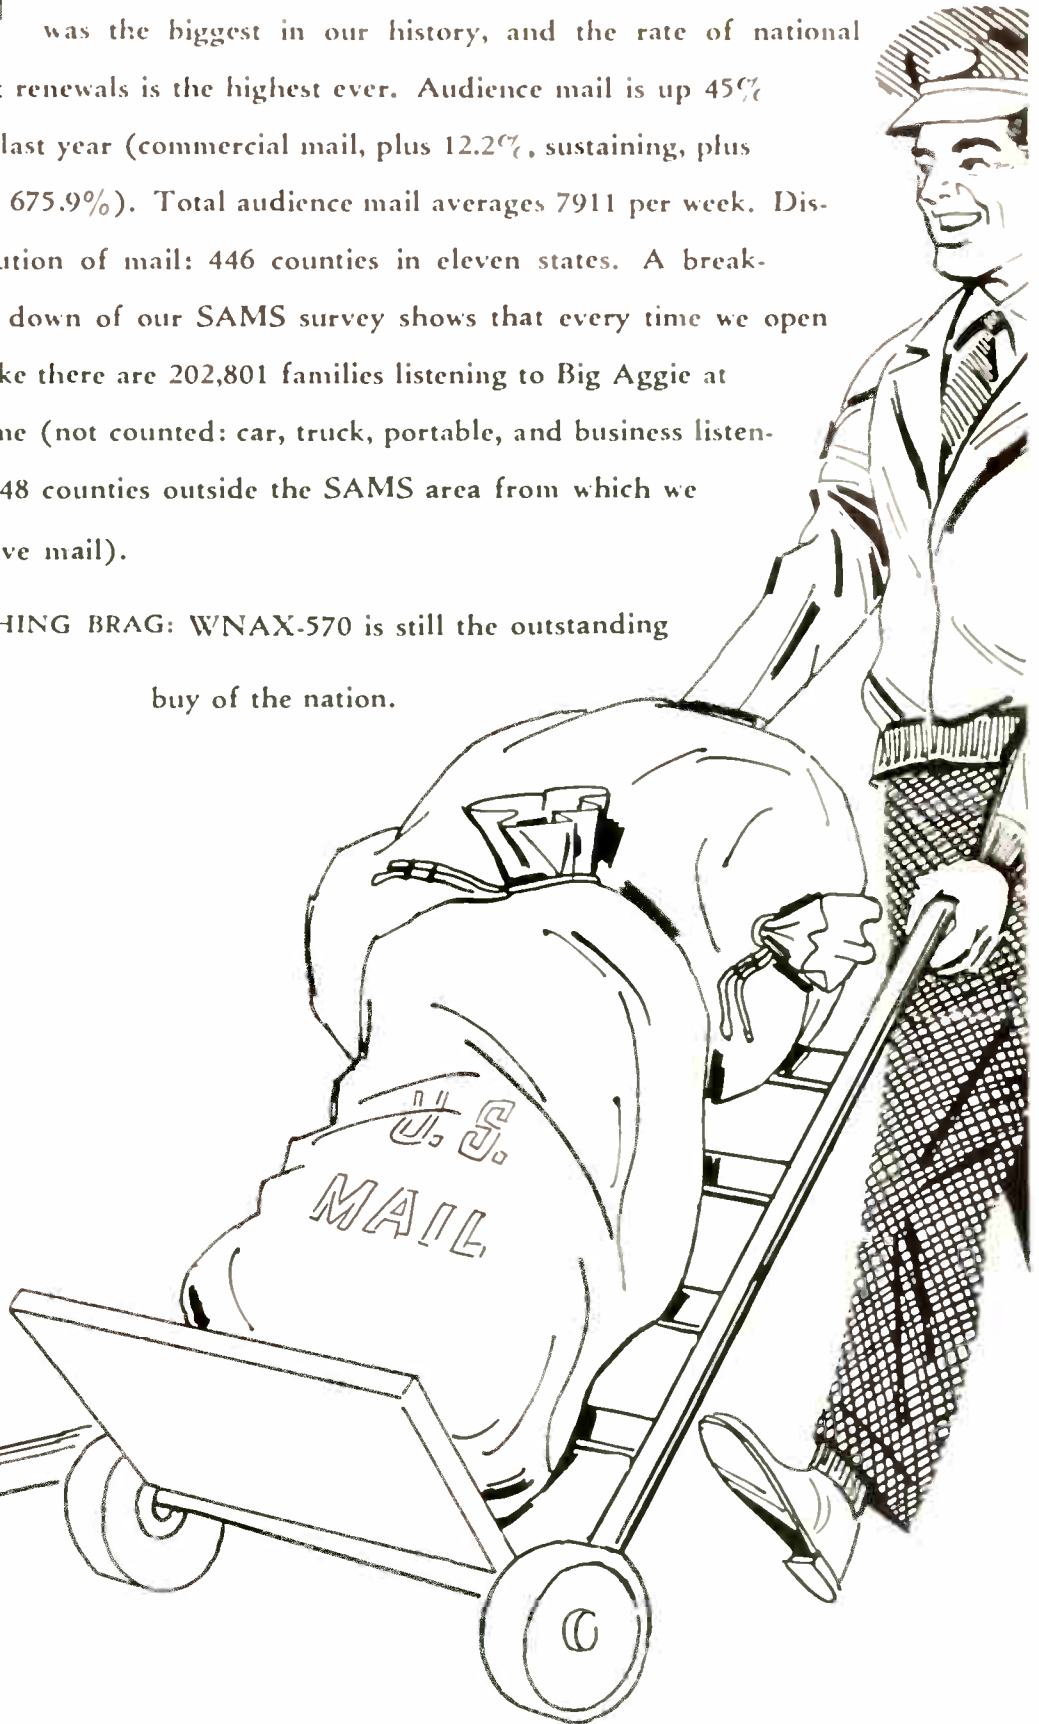 was the biggest in our history, and the rate of national
renewals is the highest ever. Audience mail is up 45%
last year (commercial mail, plus 12.2%, sustaining, plus
675.9%). Total audience mail averages 7911 per week. Dis-
ution of mail: 446 counties in eleven states. A break-
down of our SAMS survey shows that every time we open
ke there are 202,801 families listening to Big Aggie at
ne (not counted: car, truck, portable, and business listen-
48 counties outside the SAMS area from which we
ve mail).
HING BRAG: WNAX-570 is still the outstanding
buy of the nation.
U.S.
MAIL